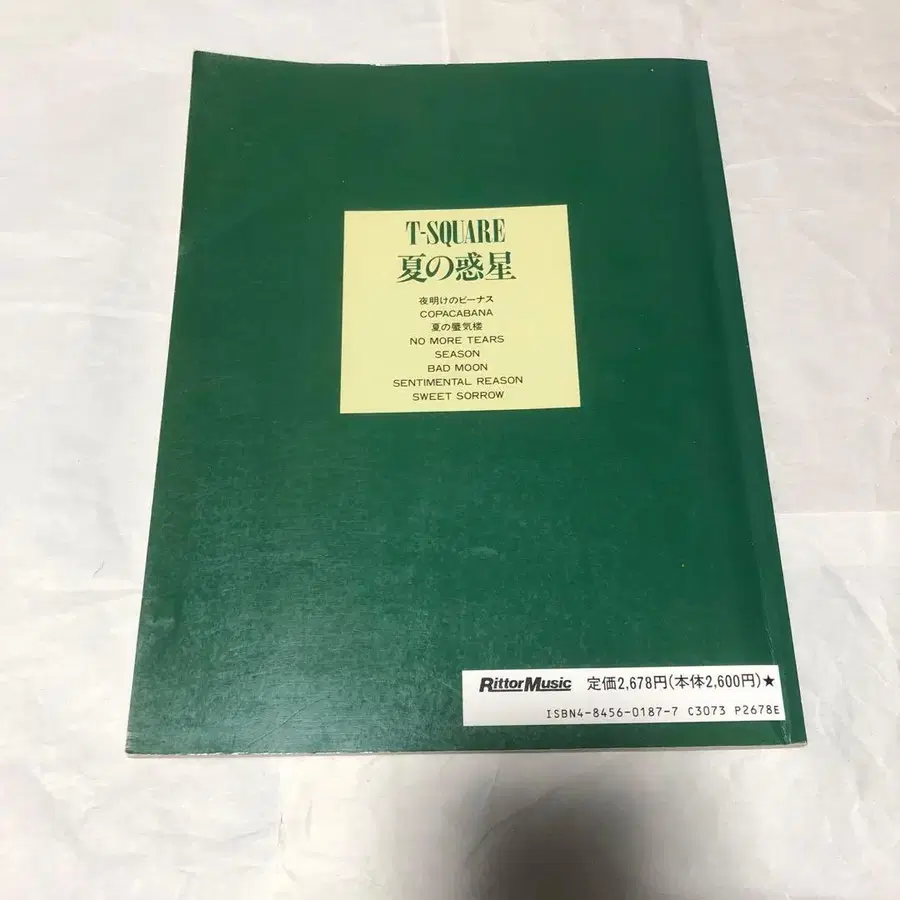 T-SQUARE
夏の惑星
夜明けのビーナス
COPACABANA
夏の蜃気楼
NO MORE TEARS
SEASON
BAD MOON
SENTIMENTAL REASON
SWEET SORROW
RittorMusic 定価2,678円(本体2,600円)★
ISBN4-8456-0187-7 C3073 P2678E